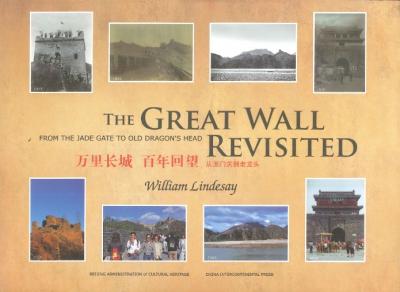 THE GREAT WALL
FROM THE JADE GATE TO OLD DRAGON'S HEAD
REVISITED
万里长城 百年回望 从玉门关到老龙头
William Lindesay
BEIJING ADMINISTRATION OF CULTURAL HERITAGE
CHINA INTERCONTINENTAL PRESS